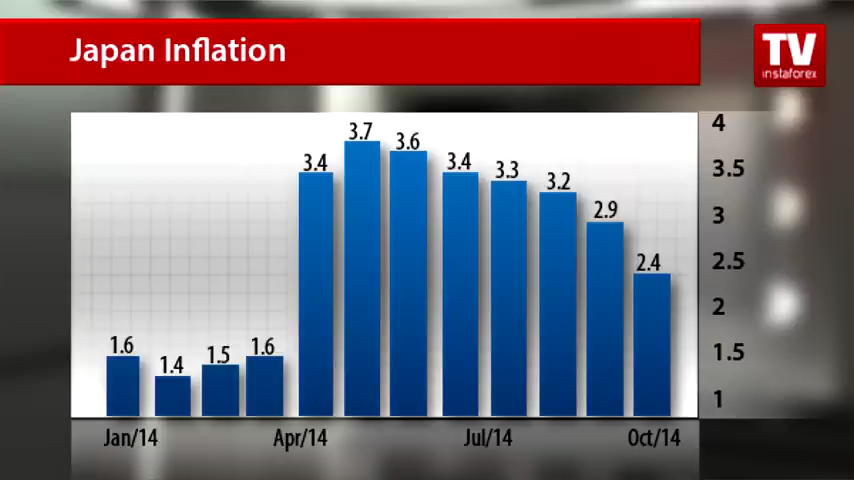 Japan Inflation
TV
instaforex
4
3.7
3.6
3.4
3.4
3.3
3.5
3.2
3
2.9
2.5
2.4
2
1.6
1.4
1.5
1.6
1.5
1
Jan/14
Apr/14
Jul/14
Oct/14